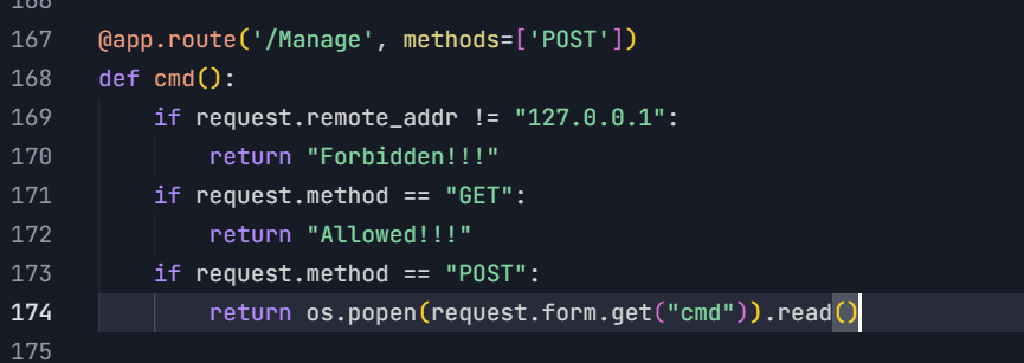 166
167 @app.route('/Manage', methods=['POST'])
168 def cmd():
169     if request.remote_addr != "127.0.0.1":
170         return "Forbidden!!!"
171     if request.method == "GET":
172         return "Allowed!!!"
173     if request.method == "POST":
174         return os.popen(request.form.get("cmd")).read()
175